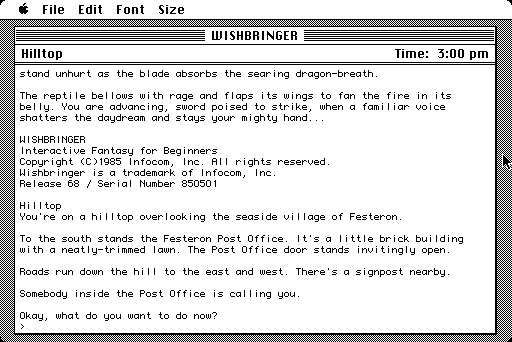 File Edit Font Size
WISHBRINGER
Hilltop Time: 3:00 pm
stand unhurt as the blade absorbs the searing dragon-breath.
The reptile bellows with rage and flaps its wings to fan the fire in its
belly. You are advancing, sword poised to strike, when a familiar voice
shatters the daydream and stays your mighty hand...
WISHBRINGER
Interactive Fantasy for Beginners
Copyright (C)1985 Infocom, Inc. All rights reserved.
Wishbringer is a trademark of Infocom, Inc.
Release 68 / Serial Number 850501
Hilltop
You're on a hilltop overlooking the seaside village of Festeron.
To the south stands the Festeron Post Office. It's a little brick building
with a neatly-trimmed lawn. The Post Office door stands invitingly open.
Roads run down the hill to the east and west. There's a signpost nearby.
Somebody inside the Post Office is calling you.
Okay, what do you want to do now?
>